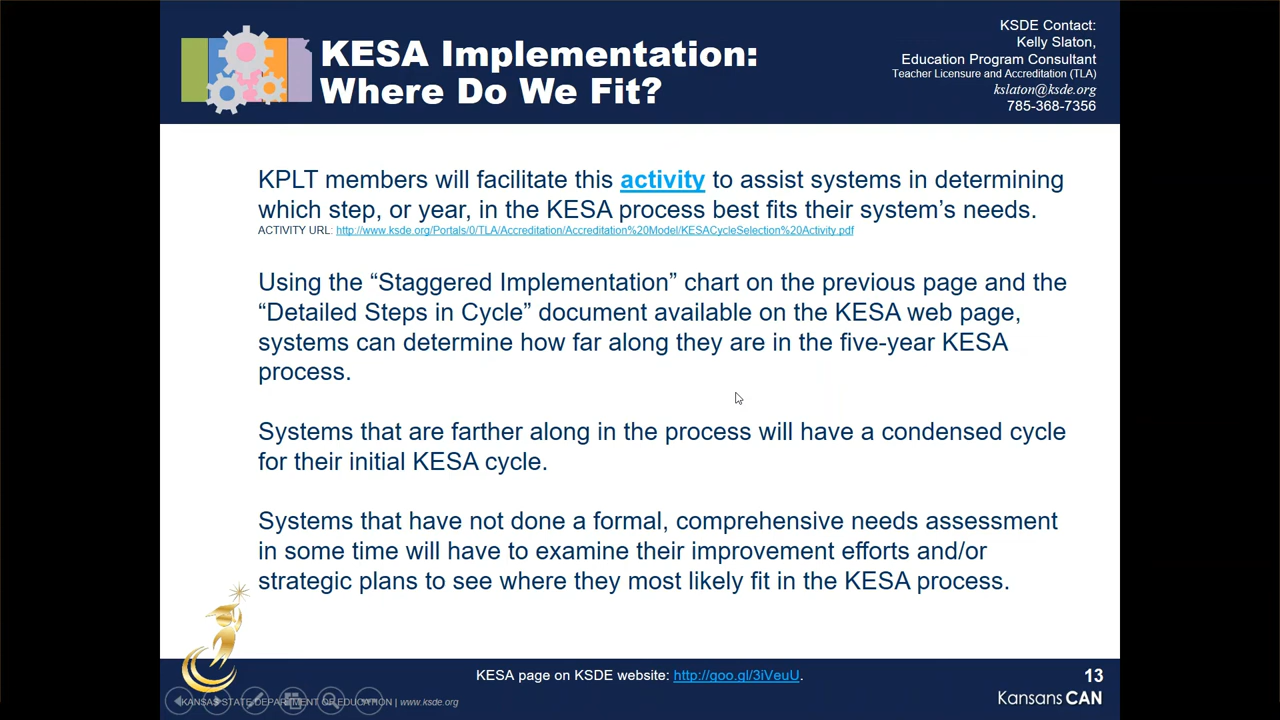 KESA Implementation:
Where Do We Fit?
KSDE Contact:
Kelly Slaton,
Education Program Consultant
Teacher Licensure and Accreditation (TLA)
kslaton@ksde.org
785-368-7356
KPLT members will facilitate this activity to assist systems in determining
which step, or year, in the KESA process best fits their system’s needs.
ACTIVITY URL: http://www.ksde.org/Portals/0/TLA/Accreditation/Accreditation%20Model/KESACycleSelection%20Activity.pdf
Using the “Staggered Implementation” chart on the previous page and the
“Detailed Steps in Cycle” document available on the KESA web page,
systems can determine how far along they are in the five-year KESA
process.
Systems that are farther along in the process will have a condensed cycle
for their initial KESA cycle.
Systems that have not done a formal, comprehensive needs assessment
in some time will have to examine their improvement efforts and/or
strategic plans to see where they most likely fit in the KESA process.
KESA page on KSDE website: http://goo.gl/3iVeuU.
13
KANSAS STATE DEPARTMENT OF EDUCATION | www.ksde.org
KansansCAN